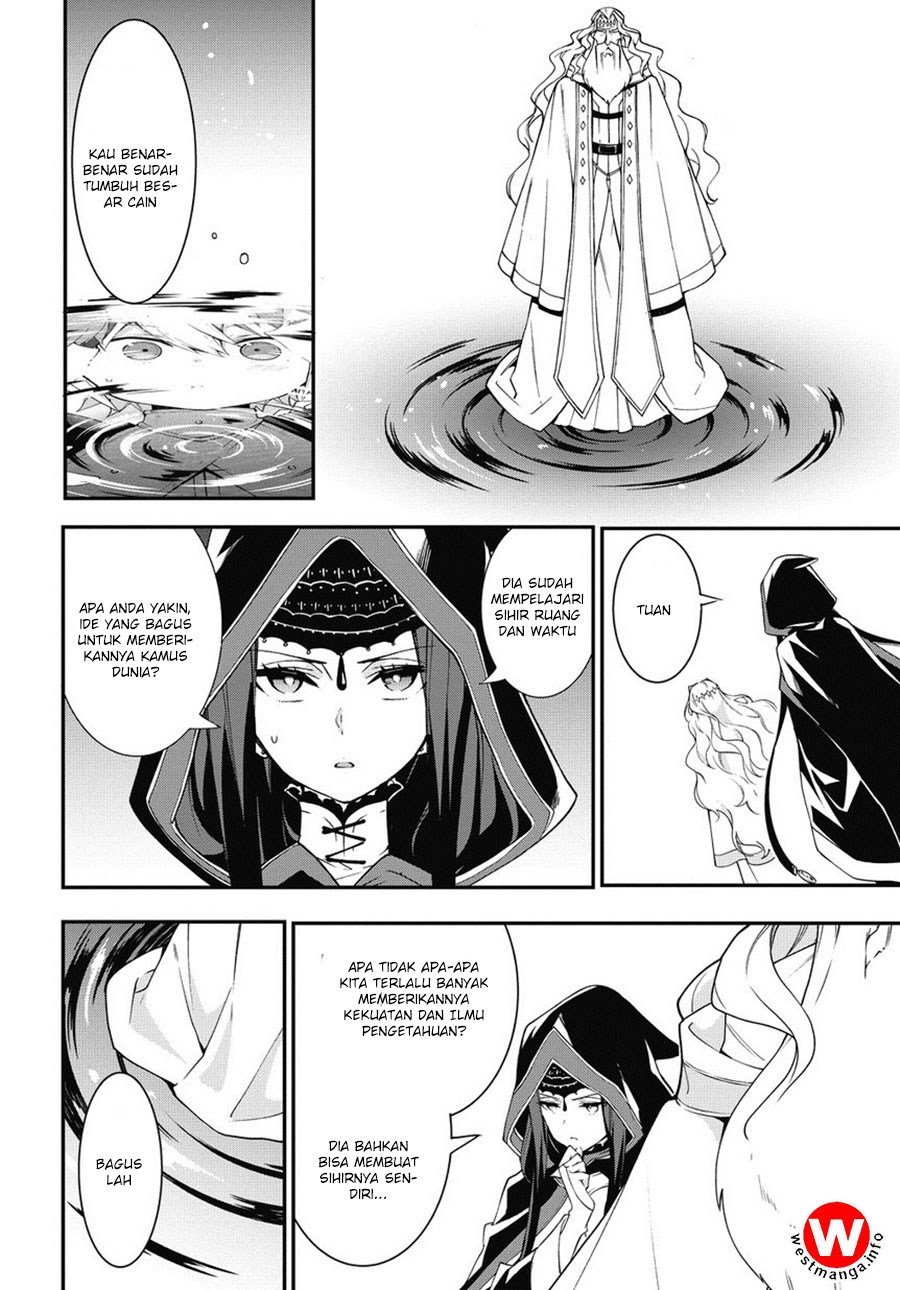 KAU BENAR-
BENAR SUDAH
TUMBUH BES-
AR CAIN
TUAN
DIA SUDAH
MEMPELAJARI
SIHIR RUANG
DAN WAKTU
APA ANDA YAKIN,
IDE YANG BAGUS
UNTUK MEMBERI-
KANNYA KAMUS
DUNIA?
APA TIDAK APA-APA
KITA TERLALU BANYAK
MEMBERIKANNYA
KEKUATAN DAN ILMU
PENGETAHUAN?
DIA BAHKAN
BISA MEMBUAT
SIHIRNYA SEN-
DIRI...
BAGUS
LAH
W
westmanga.info